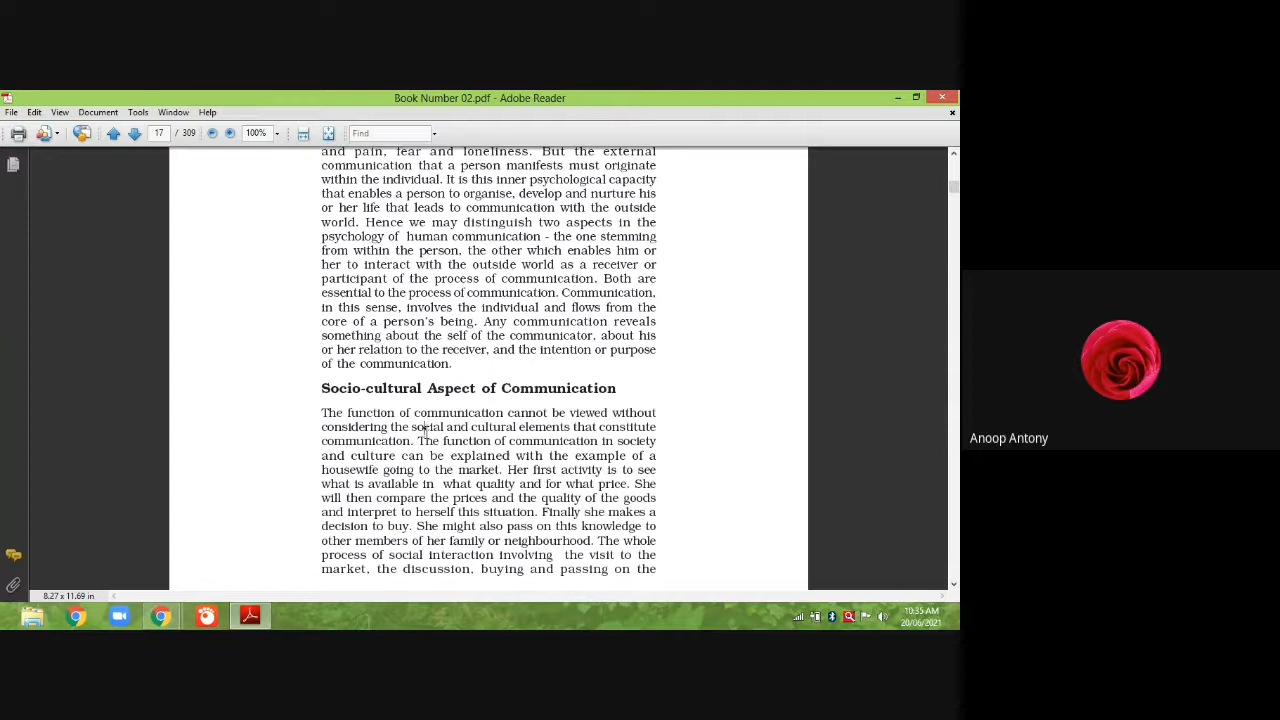 Book Number 02.pdf - Adobe Reader
File Edit View Document Tools Window Help
17 / 309 100% Find
and pain, fear and loneliness. But the external
communication that a person manifests must originate
within the individual. It is this inner psychological capacity
that enables a person to organise, develop and nurture his
or her life that leads to communication with the outside
world. Hence we may distinguish two aspects in the
psychology of human communication - the one stemming
from within the person, the other which enables him or
her to interact with the outside world as a receiver or
participant of the process of communication. Both are
essential to the process of communication. Communication,
in this sense, involves the individual and flows from the
core of a person's being. Any communication reveals
something about the self of the communicator, about his
or her relation to the receiver, and the intention or purpose
of the communication.
Socio-cultural Aspect of Communication
The function of communication cannot be viewed without
considering the social and cultural elements that constitute
communication. The function of communication in society
and culture can be explained with the example of a
housewife going to the market. Her first activity is to see
what is available in what quality and for what price. She
will then compare the prices and the quality of the goods
and interpret to herself this situation. Finally she makes a
decision to buy. She might also pass on this knowledge to
other members of her family or neighbourhood. The whole
process of social interaction involving the visit to the
market, the discussion, buying and passing on the
8.27 x 11.69 in
10:35 AM
20/06/2021
Anoop Antony